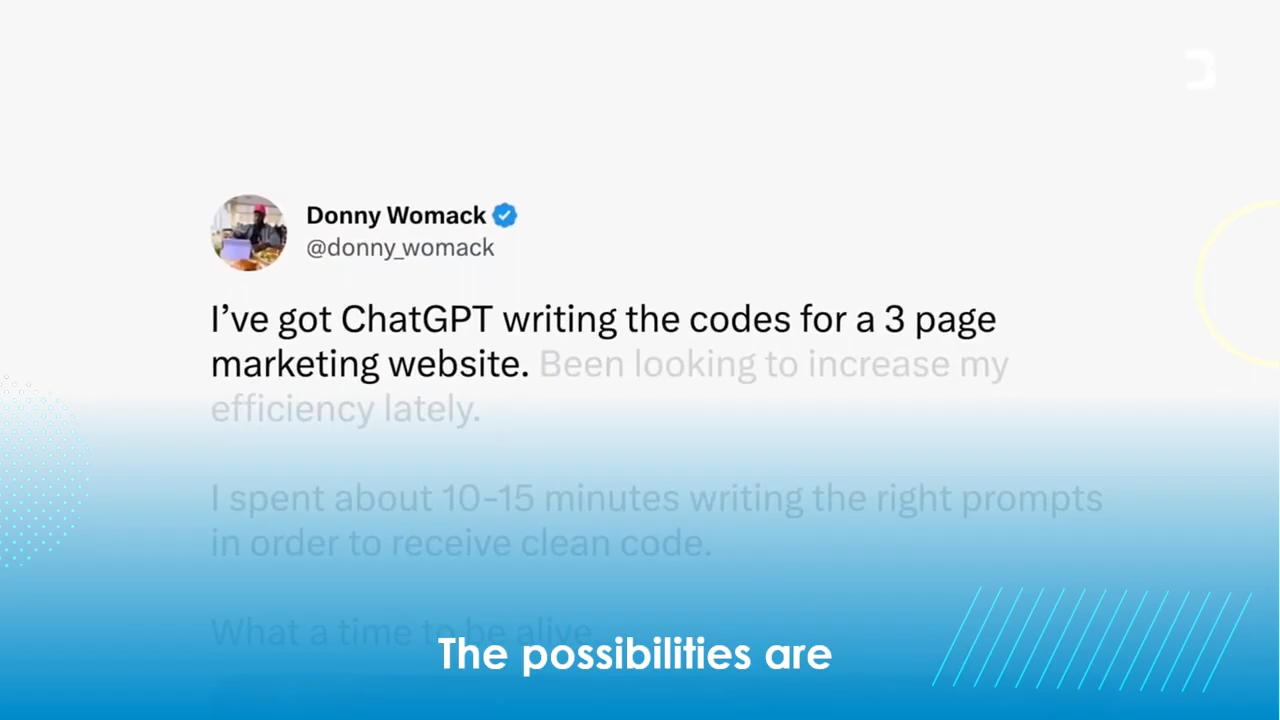 3
Donny Womack
@donny_womack
I’ve got ChatGPT writing the codes for a 3 page
marketing website. Been looking to increase my
efficiency lately.
I spent about 10-15 minutes writing the right prompts
in order to receive clean code.
What a time to be alive.
The possibilities are